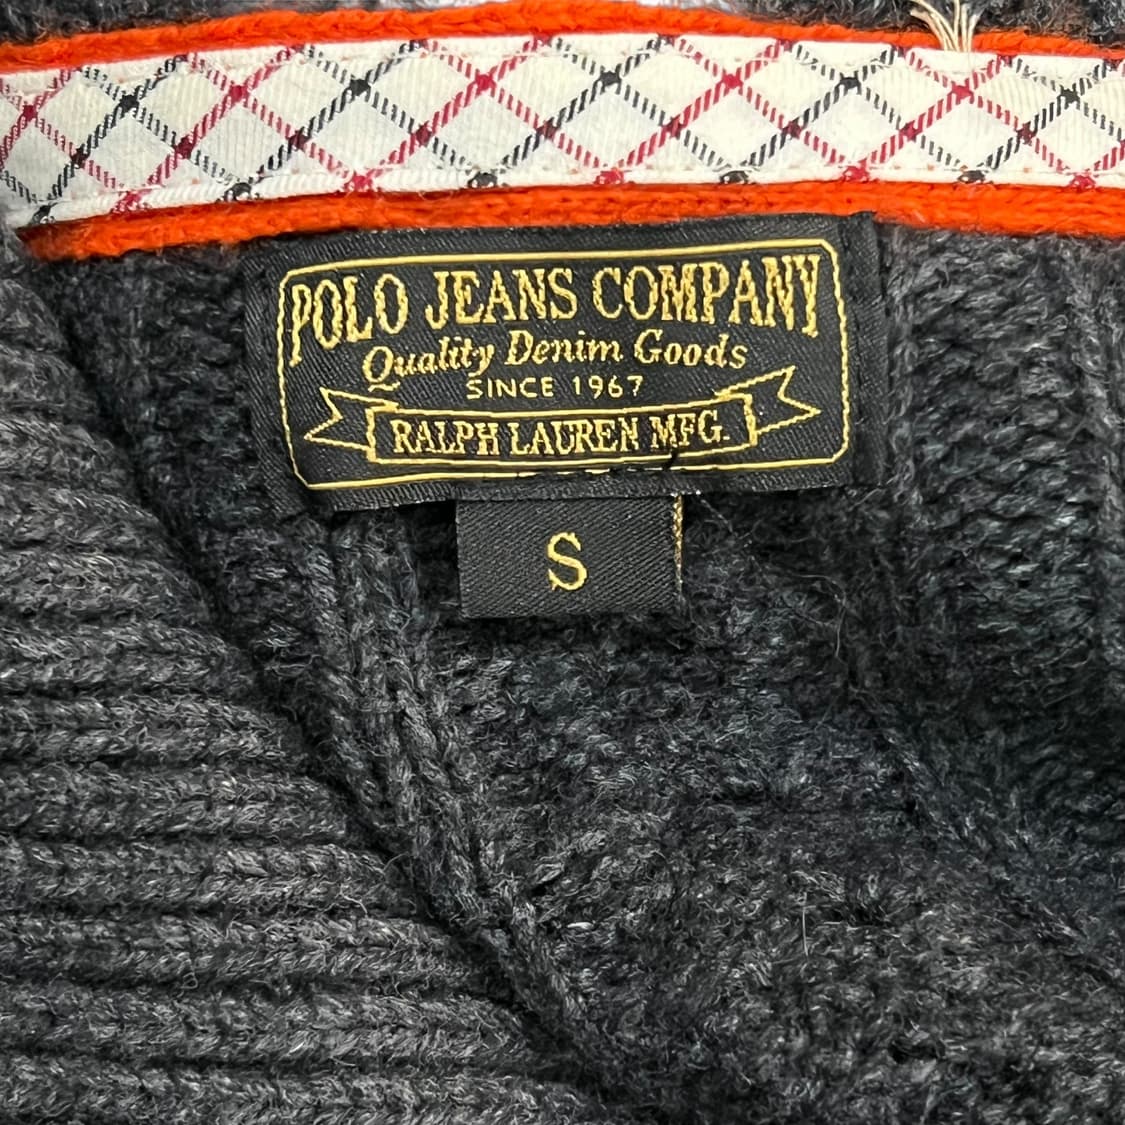 POLO JEANS COMPANY
Quality Denim Goods
SINCE 1967
RALPH LAUREN MFG.
S